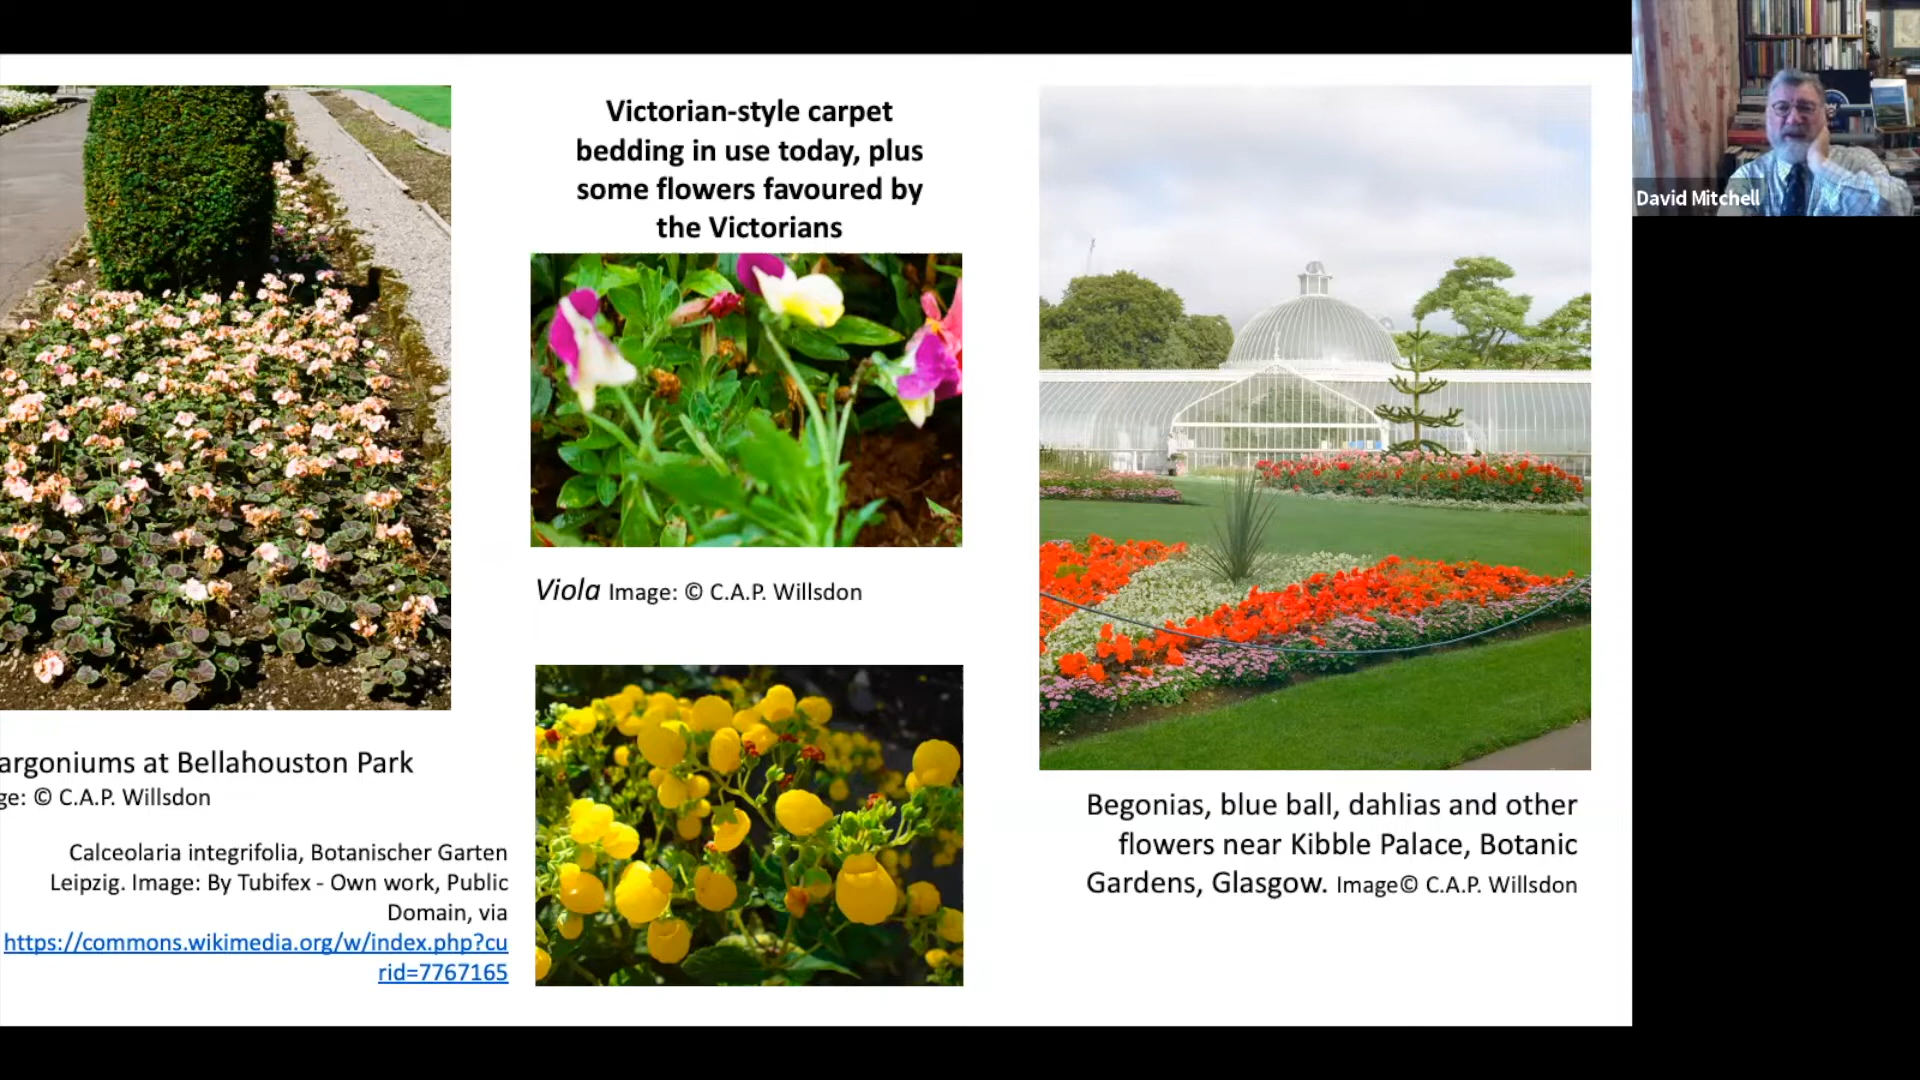 Victorian-style carpet
bedding in use today, plus
some flowers favoured by
the Victorians
David Mitchell
Viola Image: © C.A.P. Willsdon
argoniums at Bellahouston Park
ge: © C.A.P. Willsdon
Calceolaria integrifolia, Botanischer Garten
Leipzig. Image: By Tubifex - Own work, Public
Domain, via
https://commons.wikimedia.org/w/index.php?cu
rid=7767165
Begonias, blue ball, dahlias and other
flowers near Kibble Palace, Botanic
Gardens, Glasgow. Image© C.A.P. Willsdon